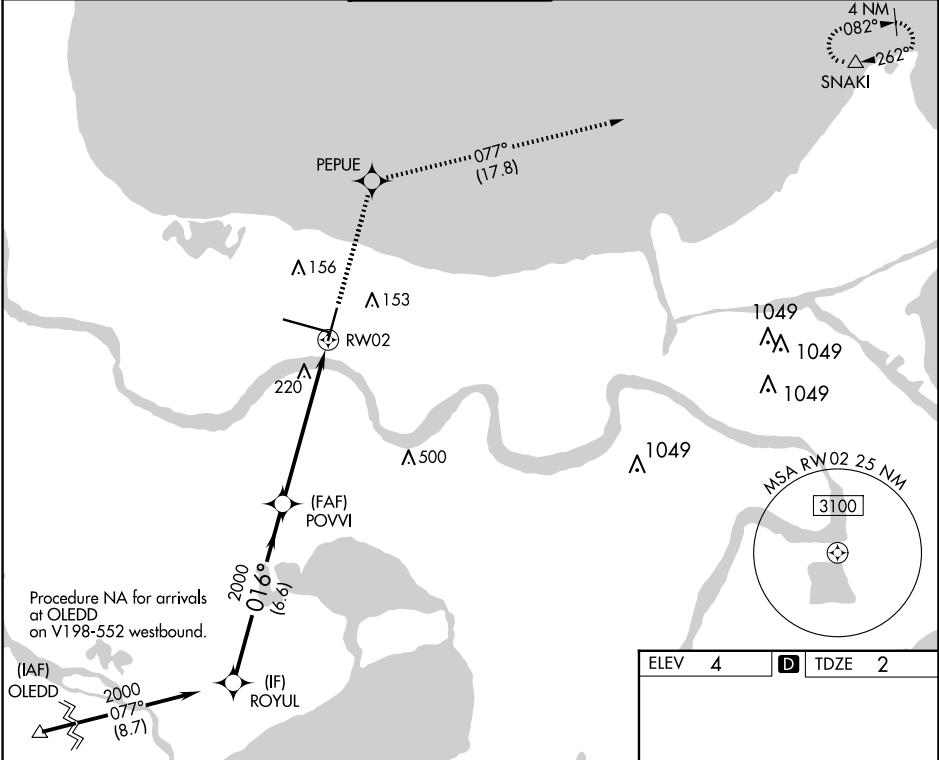 4 NM
082°
262°
SNAKI
077°
(17.8)
PEPUE
156
153
RW02
220
500
1049
1049
1049
1049
MSA RW 02 25 NM
3100
(FAF)
POVVI
2000
016°
(6.6)
Procedure NA for arrivals
at OLEDD
on V198-552 westbound.
(IAF)
OLEDD
2000
077°
(8.7)
(IF)
ROYUL
ELEV 4 D TDZE 2